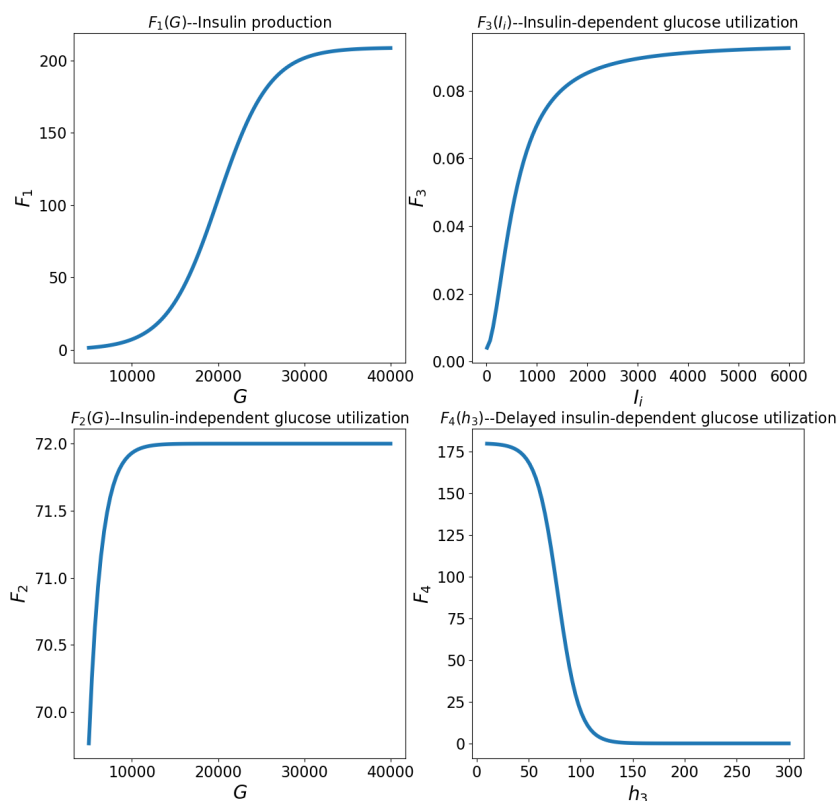 F₁(G)--Insulin production
F₁
200
150
100
50
0
10000 20000 30000 40000
G
F₃(Iᵢ)--Insulin-dependent glucose utilization
F₃
0.08
0.06
0.04
0.02
0.00
0 1000 2000 3000 4000 5000 6000
Iᵢ
F₂(G)--Insulin-independent glucose utilization
F₂
72.0
71.5
71.0
70.5
70.0
10000 20000 30000 40000
G
F₄(h₃)--Delayed insulin-dependent glucose utilization
F₄
175
150
125
100
75
50
25
0
0 50 100 150 200 250 300
h₃